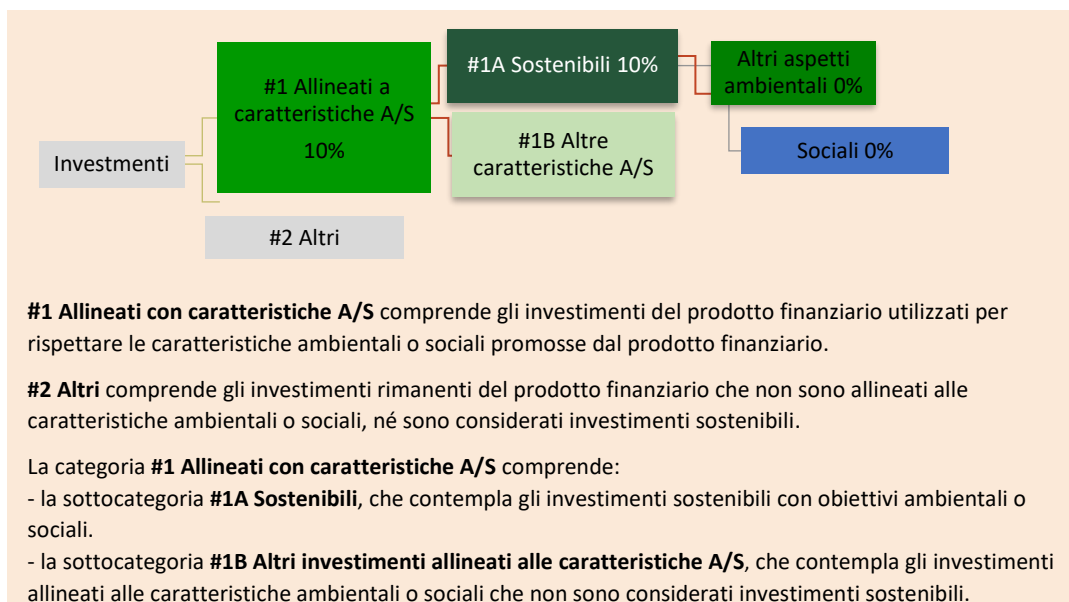 Investimenti
#1 Allineati a
caratteristiche A/S
10%
#2 Altri
#1A Sostenibili 10%
#1B Altre
caratteristiche A/S
Altri aspetti
ambientali 0%
Sociali 0%
#1 Allineati con caratteristiche A/S comprende gli investimenti del prodotto finanziario utilizzati per
rispettare le caratteristiche ambientali o sociali promosse dal prodotto finanziario.
#2 Altri comprende gli investimenti rimanenti del prodotto finanziario che non sono allineati alle
caratteristiche ambientali o sociali, né sono considerati investimenti sostenibili.
La categoria #1 Allineati con caratteristiche A/S comprende:
- la sottocategoria #1A Sostenibili, che contempla gli investimenti sostenibili con obiettivi ambientali o
sociali.
- la sottocategoria #1B Altri investimenti allineati alle caratteristiche A/S, che contempla gli investimenti
allineati alle caratteristiche ambientali o sociali che non sono considerati investimenti sostenibili.